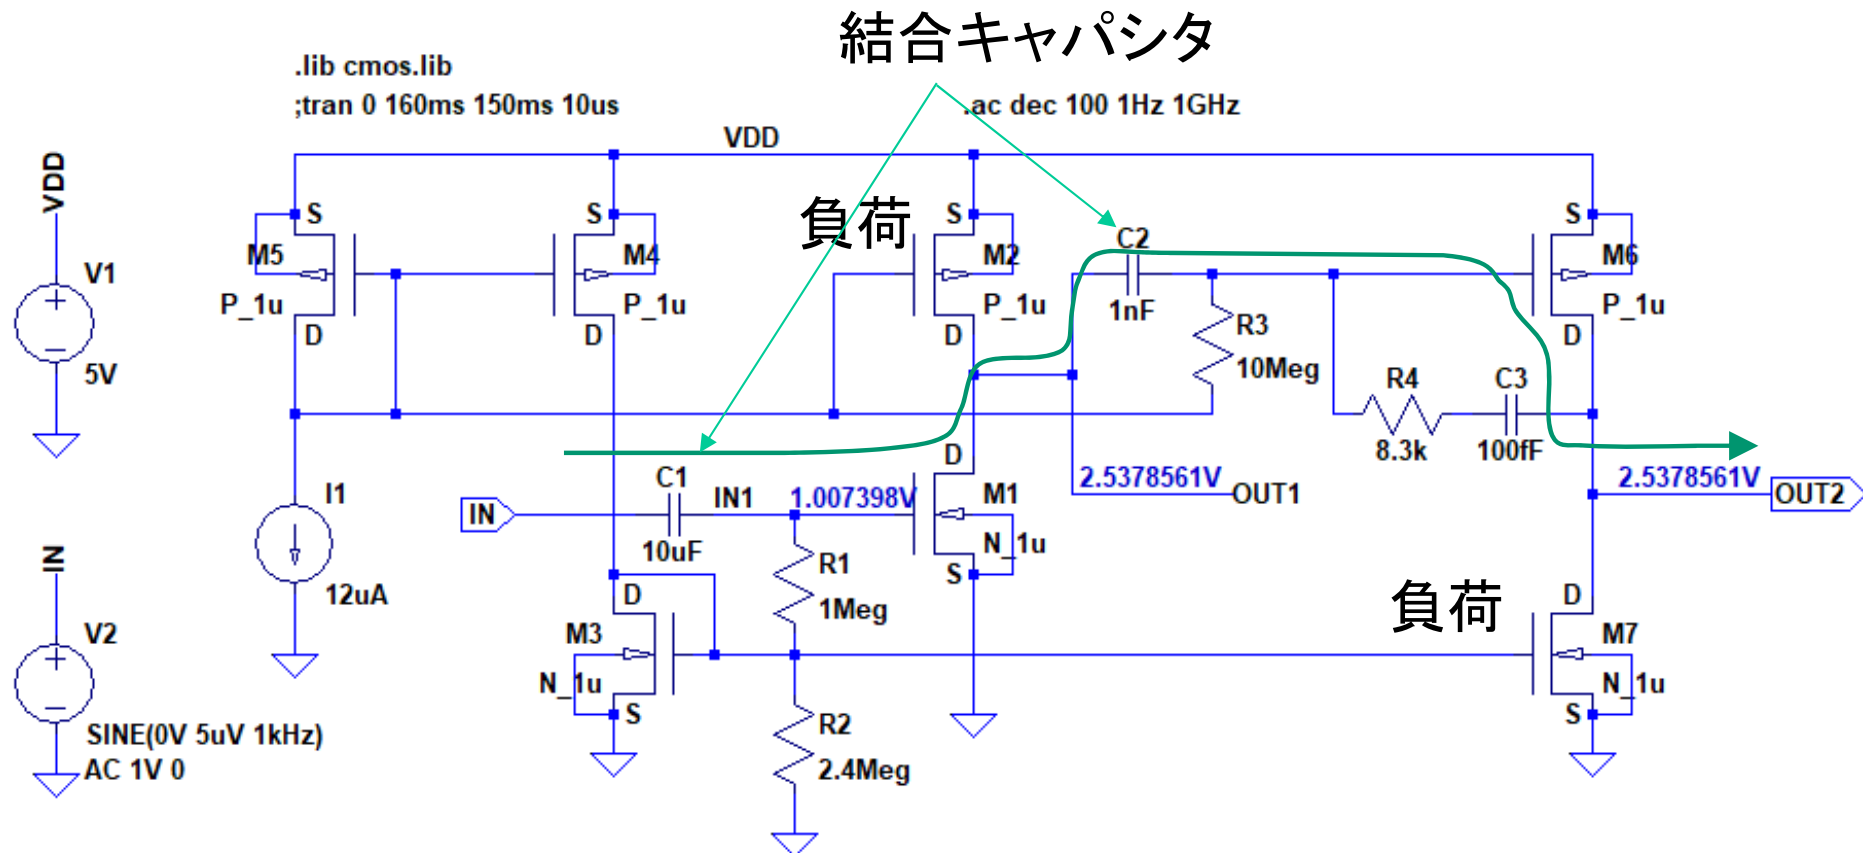 結合キャパシタ
.lib cmos.lib
;tran 0 160ms 150ms 10us
.ac dec 100 1Hz 1GHz
VDD
VDD
負荷
S
S
S
S
M5
M4
M2
C2
M6
V1
P_1u
P_1u
P_1u
1nF
P_1u
D
D
D
D
R3
10Meg
5V
R4
C3
8.3k
100fF
D
C1
IN
IN1
1.007398V
M1
2.5378561V
OUT1
2.5378561V
OUT2
I1
10uF
N_1u
S
IN
12uA
R1
1Meg
D
負荷
D
V2
M3
M7
N_1u
N_1u
S
S
SINE(0V 5uV 1kHz)
AC 1V 0
R2
2.4Meg